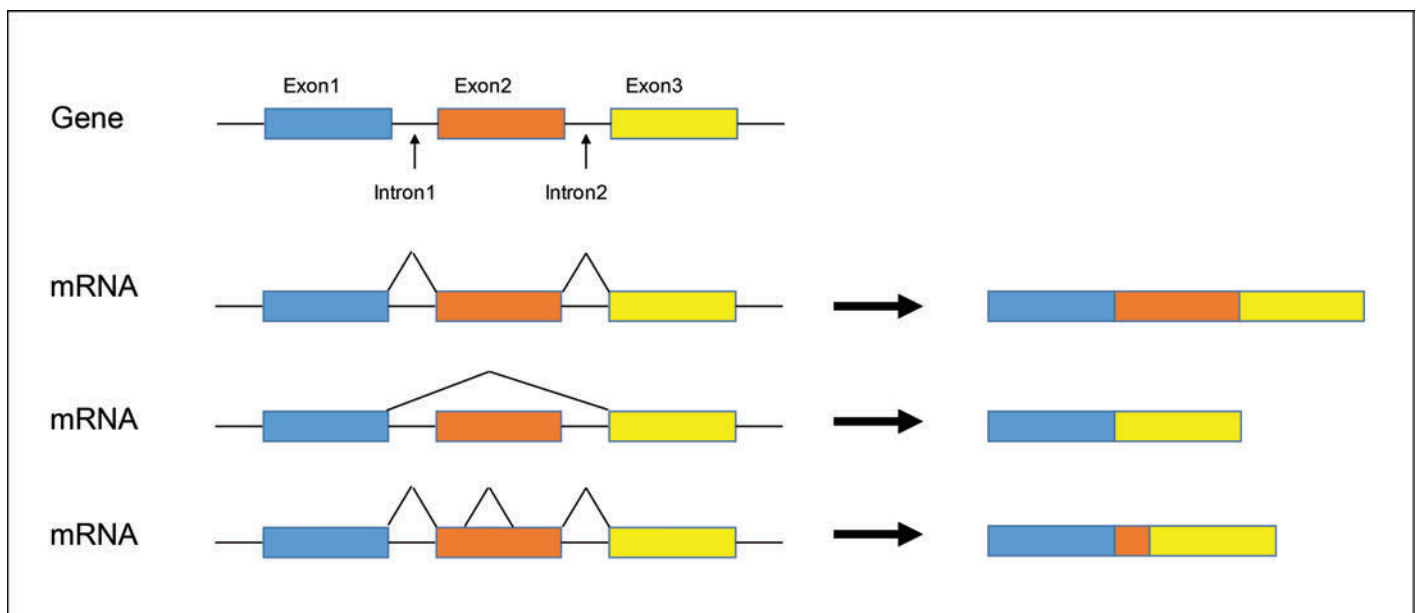 Exon1 Exon2 Exon3
Gene
Intron1 Intron2
mRNA
mRNA
mRNA